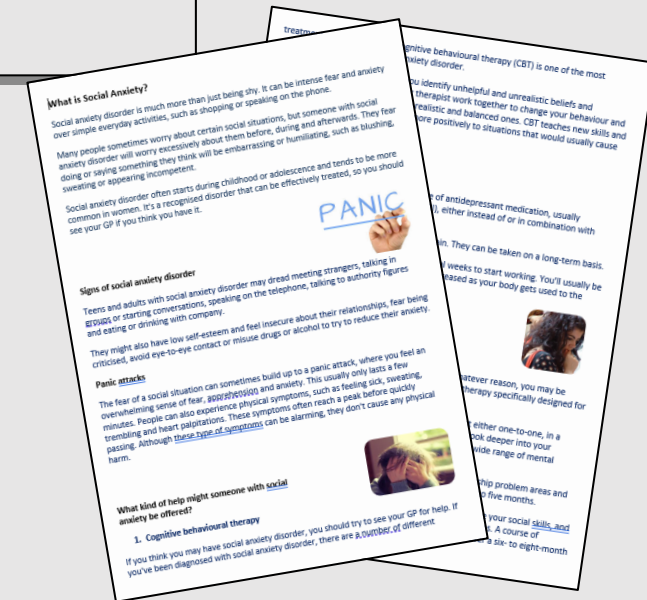 What is Social Anxiety?
Social anxiety disorder is much more than just being shy. It can be intense fear and anxiety
over simple everyday activities, such as shopping or speaking on the phone.
Many people sometimes worry about certain social situations, but someone with social
anxiety disorder will worry excessively about them before, during and afterwards. They fear
doing or saying something they think will be embarrassing or humiliating, such as blushing,
sweating or appearing incompetent.
Social anxiety disorder often starts during childhood or adolescence and tends to be more
common in women. It's a recognised disorder that can be effectively treated, so you should
see your GP if you think you have it.
PANIC
Signs of social anxiety disorder
Teens and adults with social anxiety disorder may dread meeting strangers, talking in
groups or starting conversations, speaking on the telephone, talking to authority figures
and eating or drinking with company.
They might also have low self-esteem and feel insecure about their relationships, fear being
criticised, avoid eye-to-eye contact or misuse drugs or alcohol to try to reduce their anxiety.
Panic attacks
The fear of a social situation can sometimes build up to a panic attack, where you feel an
overwhelming sense of fear, apprehension and anxiety. This usually only lasts a few
minutes. People can also experience physical symptoms, such as feeling sick, sweating,
trembling and heart palpitations. These symptoms often reach a peak before quickly
passing. Although these type of symptoms can be alarming, they don't cause any physical
harm.
What kind of help might someone with social
anxiety be offered?
1. Cognitive behavioural therapy
If you think you may have social anxiety disorder, you should try to see your GP for help. If
you've been diagnosed with social anxiety disorder, there are a number of different
treatme
gnitive behavioural therapy (CBT) is one of the most
nxiety disorder.
ou identify unhelpful and unrealistic beliefs and
therapist work together to change your behaviour and
realistic and balanced ones. CBT teaches new skills and
ore positively to situations that would usually cause
e of antidepressant medication, usually
), either instead of or in combination with
in. They can be taken on a long-term basis.
l weeks to start working. You'll usually be
eased as your body gets used to the
atever reason, you may be
therapy specifically designed for
either one-to-one, in a
ook deeper into your
wide range of mental
ship problem areas and
o five months.
your social skills, and
s. A course of
r a six- to eight-month